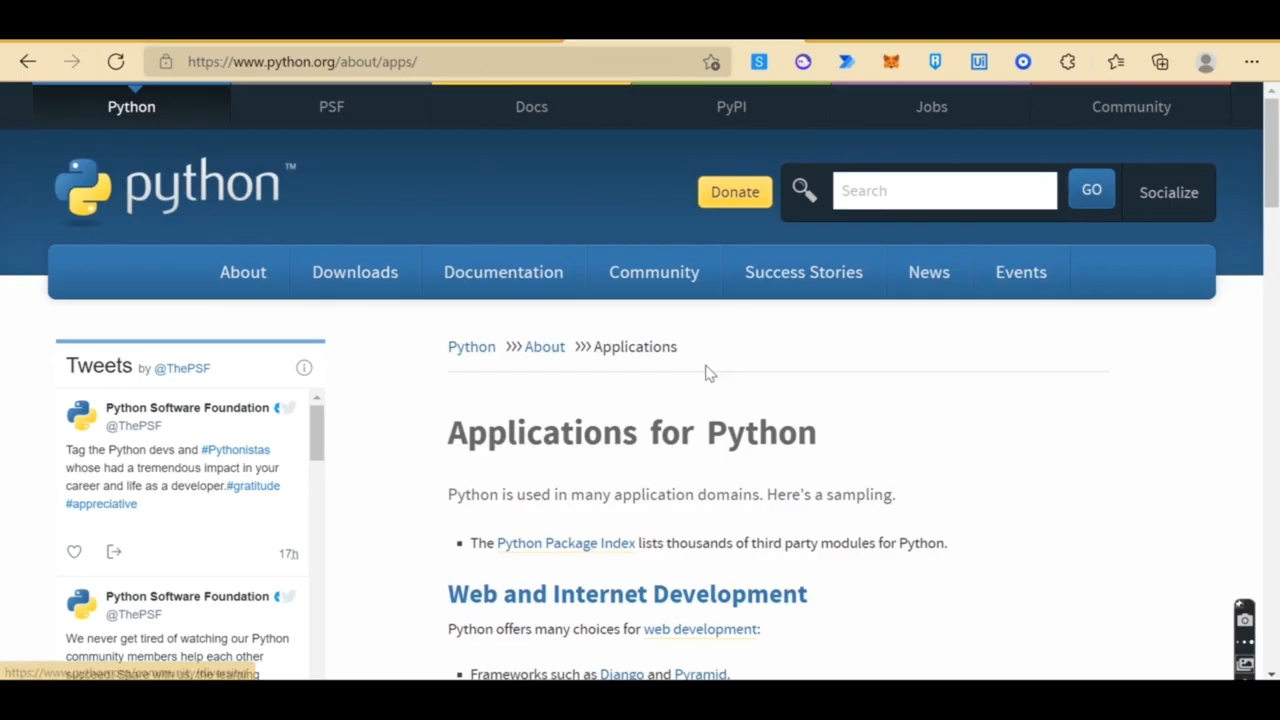 https://www.python.org/about/apps/
Python PSF Docs PyPI Jobs Community
python™
Donate Search GO Socialize
About Downloads Documentation Community Success Stories News Events
Python >>> About >>> Applications
Tweets by @ThePSF
Python Software Foundation
@ThePSF
Tag the Python devs and #Pythonistas
whose had a tremendous impact in your
career and life as a developer.#gratitude
#appreciative
17h
Python Software Foundation
@ThePSF
We never get tired of watching our Python
community members help each other
Applications for Python
Python is used in many application domains. Here's a sampling.
▪ The Python Package Index lists thousands of third party modules for Python.
Web and Internet Development
Python offers many choices for web development:
▪ Frameworks such as Django and Pyramid.